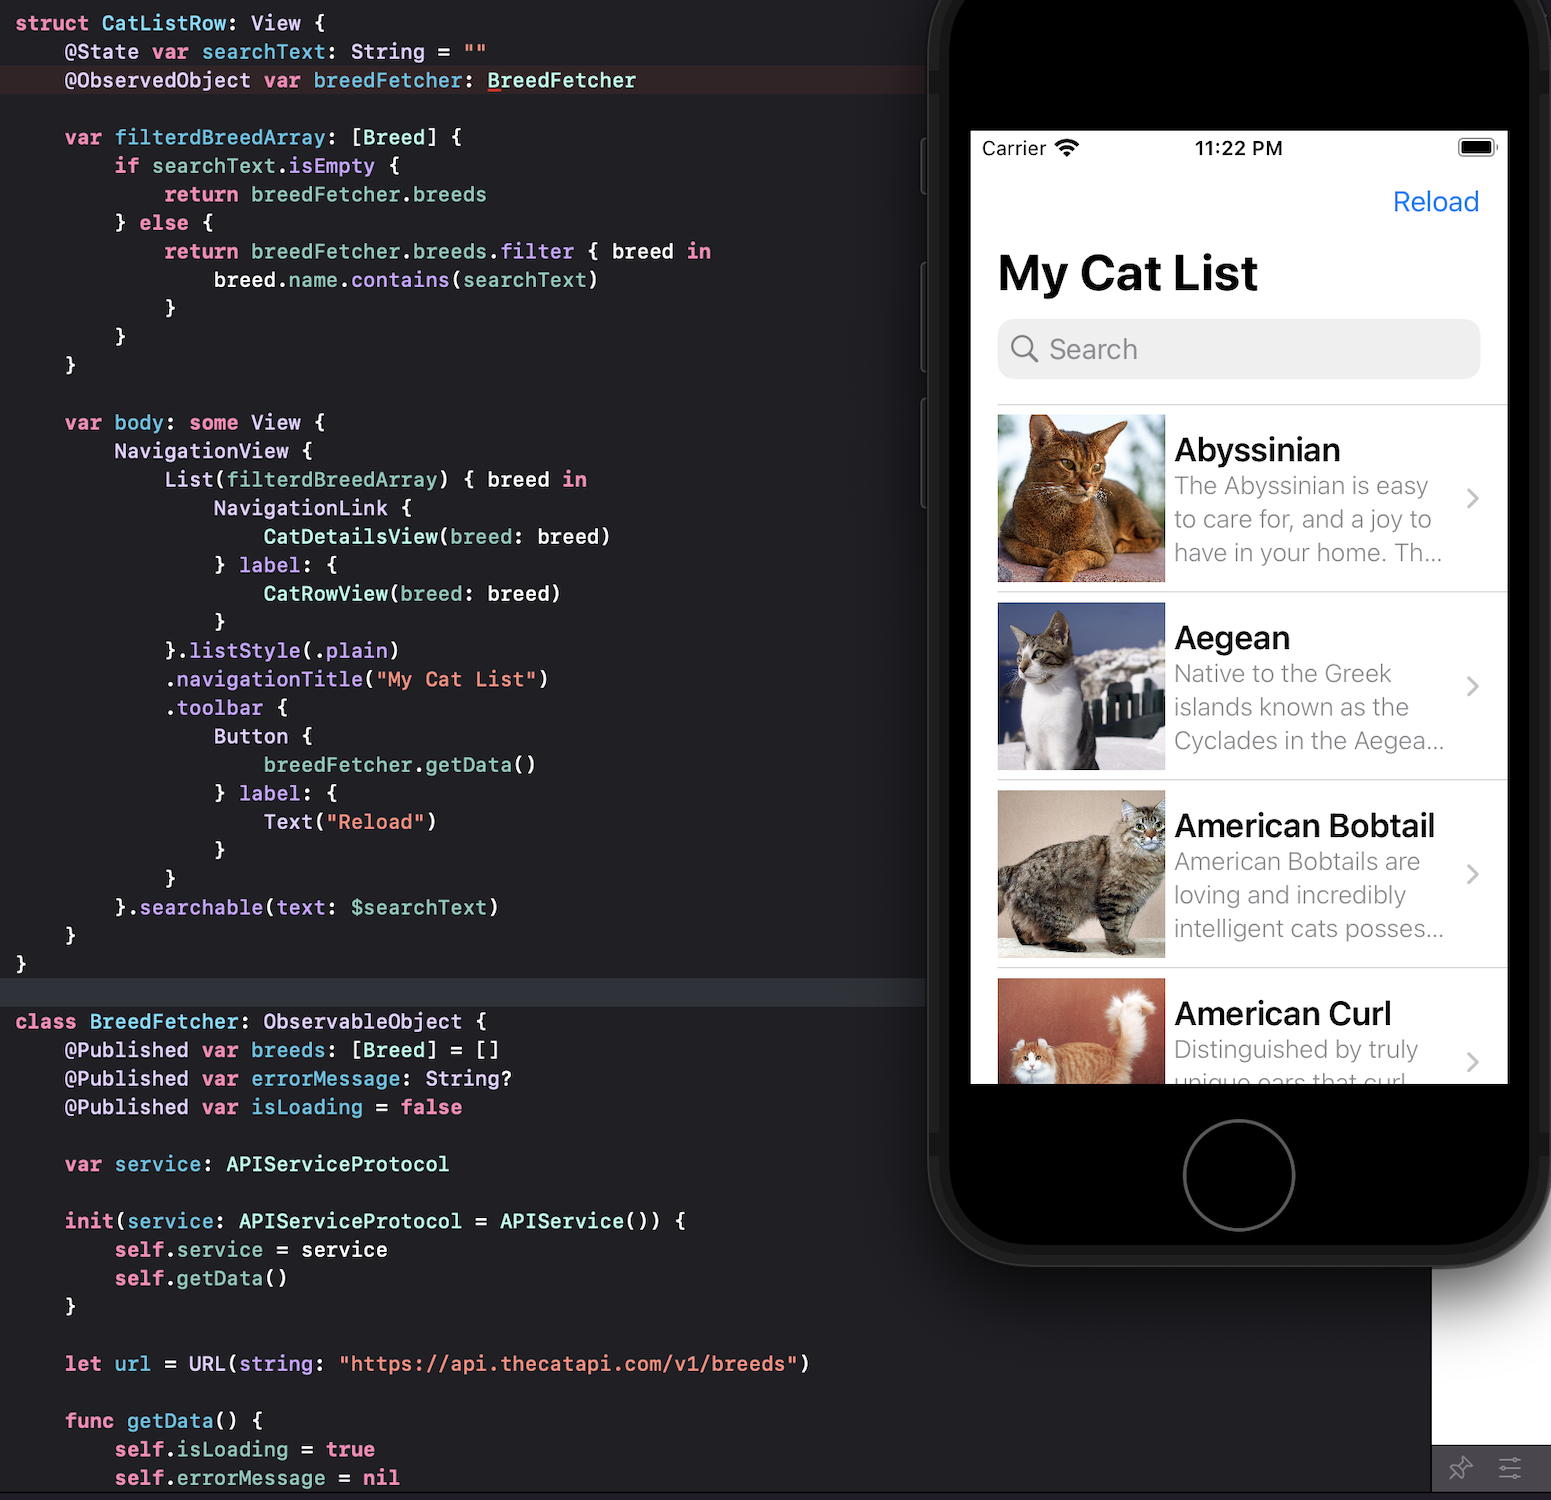 struct CatListRow: View {
@State var searchText: String = ""
@ObservedObject var breedFetcher: BreedFetcher
var filterdBreedArray: [Breed] {
if searchText.isEmpty {
return breedFetcher.breeds
} else {
return breedFetcher.breeds.filter { breed in
breed.name.contains(searchText)
}
}
}
var body: some View {
NavigationView {
List(filterdBreedArray) { breed in
NavigationLink {
CatDetailsView(breed: breed)
} label: {
CatRowView(breed: breed)
}
}.listStyle(.plain)
.navigationTitle("My Cat List")
.toolbar {
Button {
breedFetcher.getData()
} label: {
Text("Reload")
}
}
}.searchable(text: $searchText)
}
}
class BreedFetcher: ObservableObject {
@Published var breeds: [Breed] = []
@Published var errorMessage: String?
@Published var isLoading = false
var service: APIServiceProtocol
init(service: APIServiceProtocol = APIService()) {
self.service = service
self.getData()
}
let url = URL(string: "https://api.thecatapi.com/v1/breeds")
func getData() {
self.isLoading = true
self.errorMessage = nil
Carrier 11:22 PM
Reload
My Cat List
Search
Abyssinian
The Abyssinian is easy
to care for, and a joy to
have in your home. Th...
Aegean
Native to the Greek
islands known as the
Cyclades in the Aegea...
American Bobtail
American Bobtails are
loving and incredibly
intelligent cats posses...
American Curl
Distinguished by truly
unique ears that curl